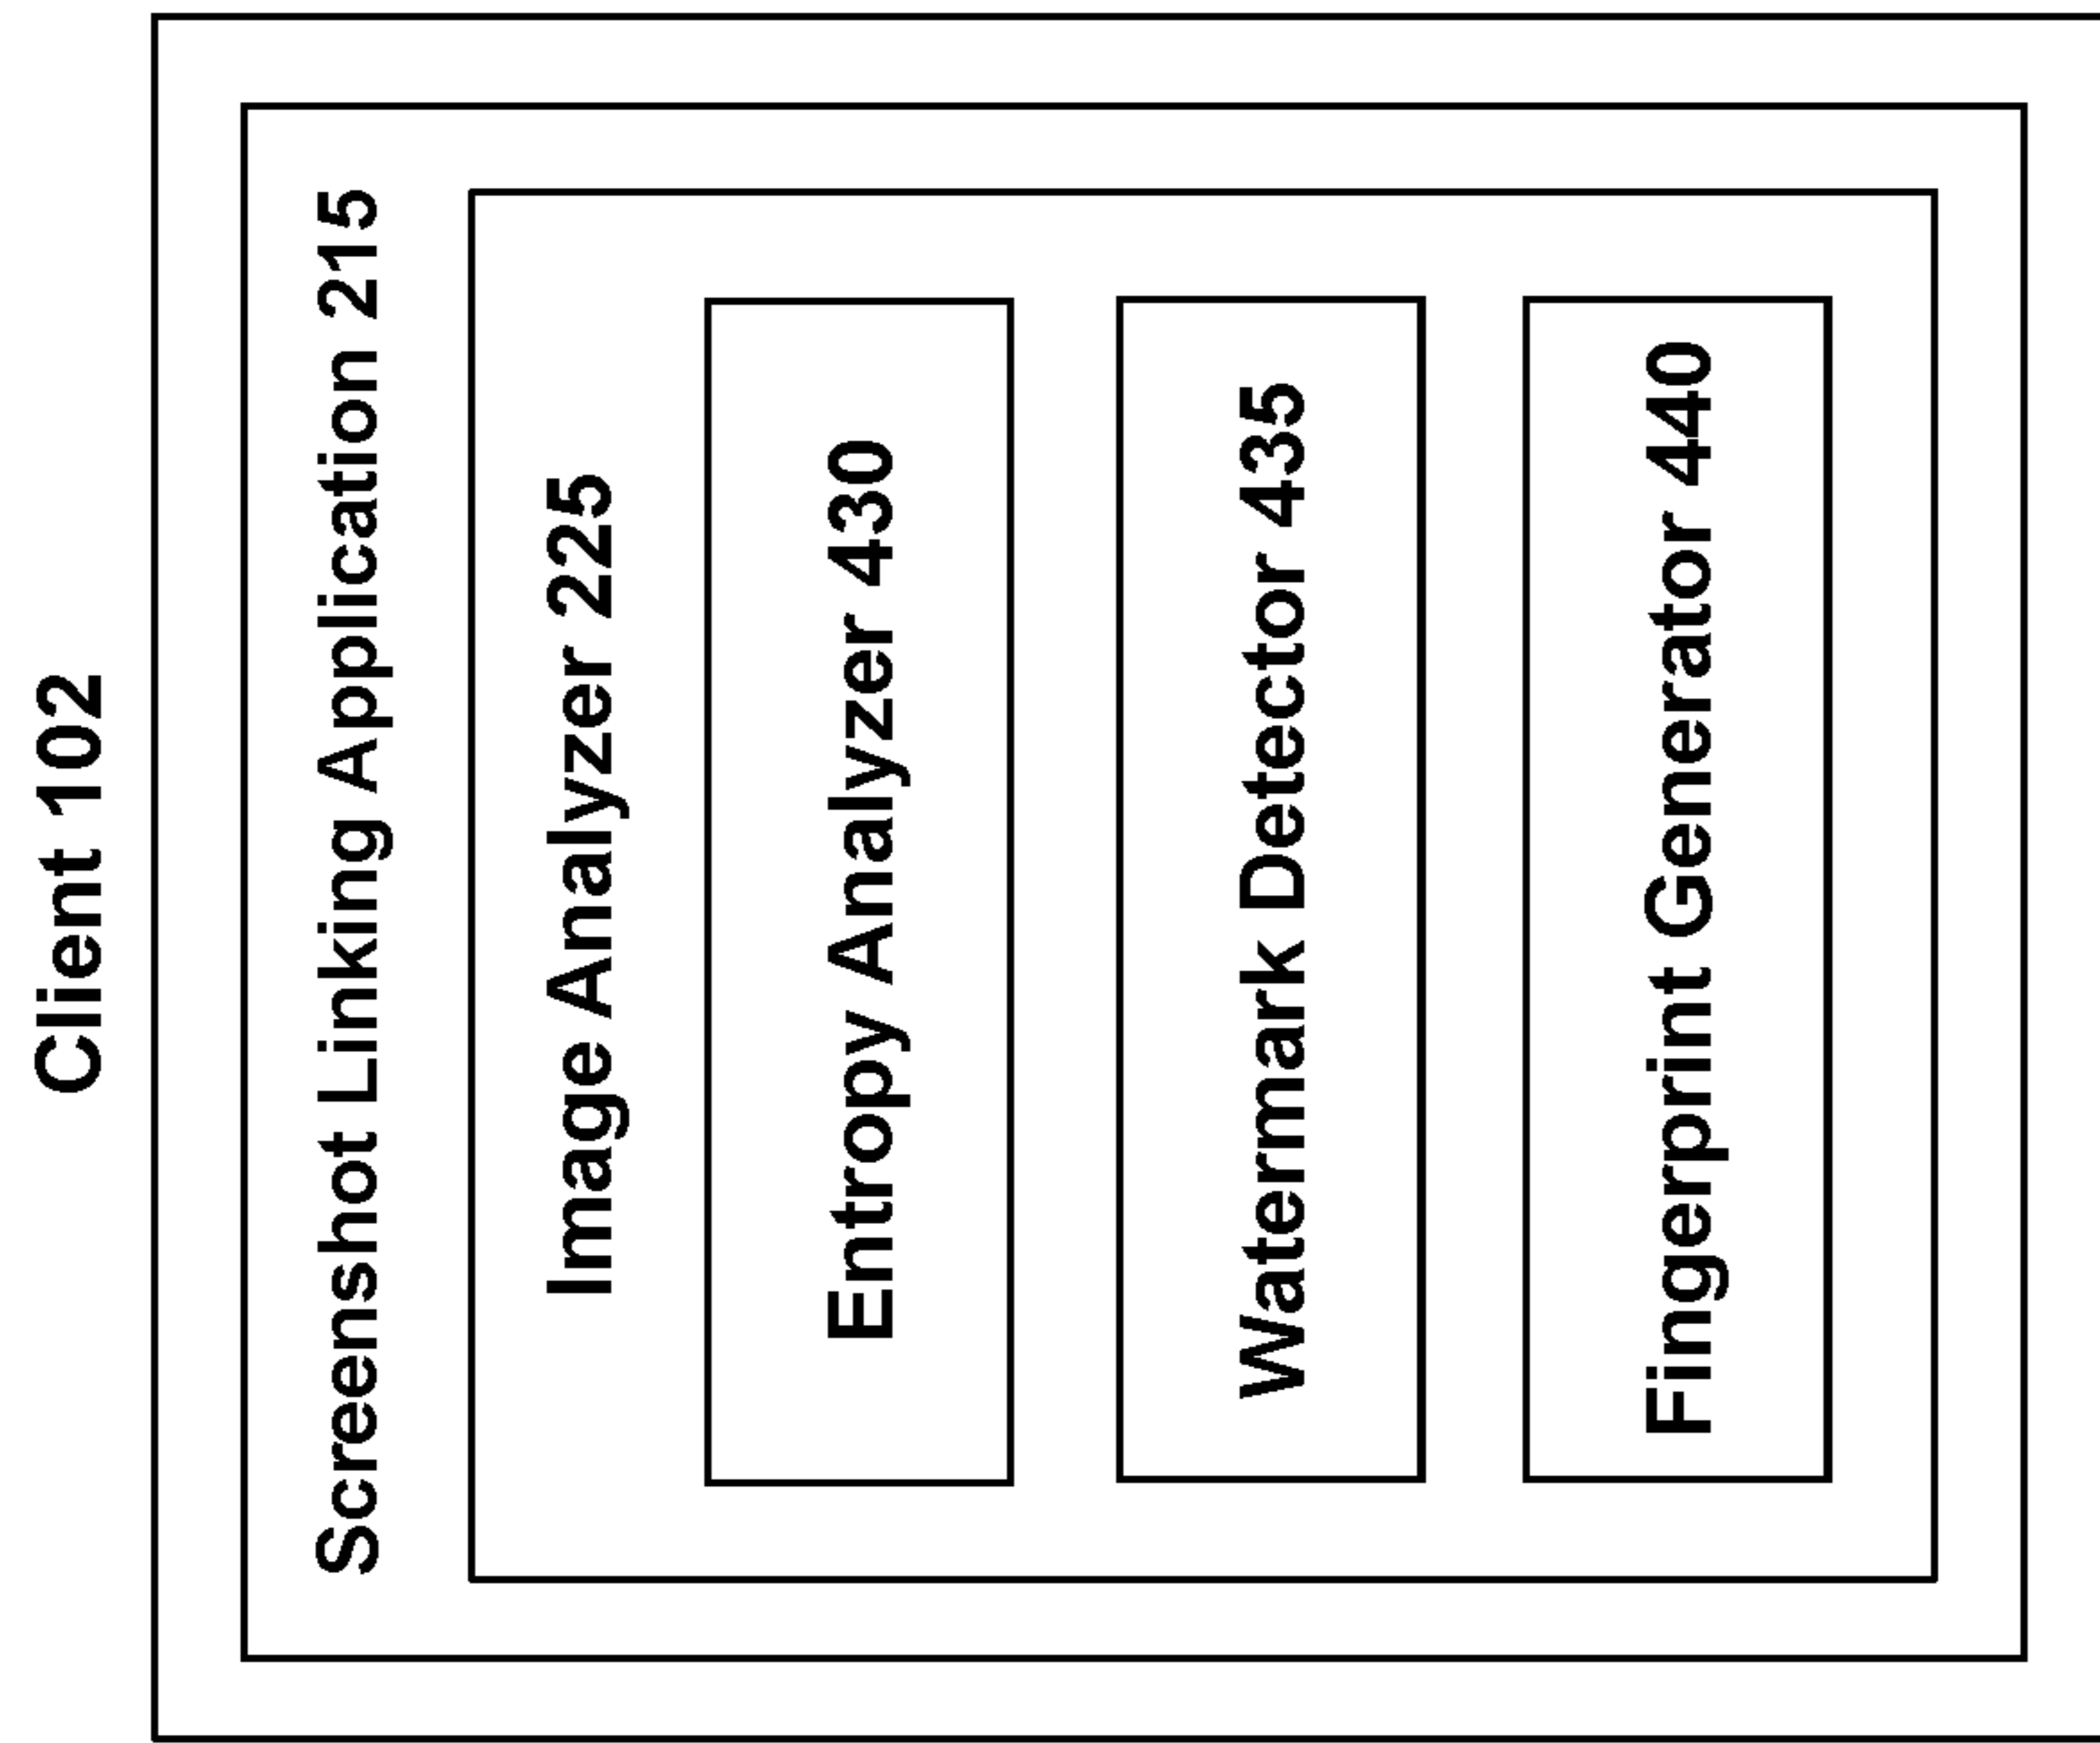 Client 102
Screenshot Linking Application 215
Image Analyzer 225
Entropy Analyzer 430
Watermark Detector 435
Fingerprint Generator 440